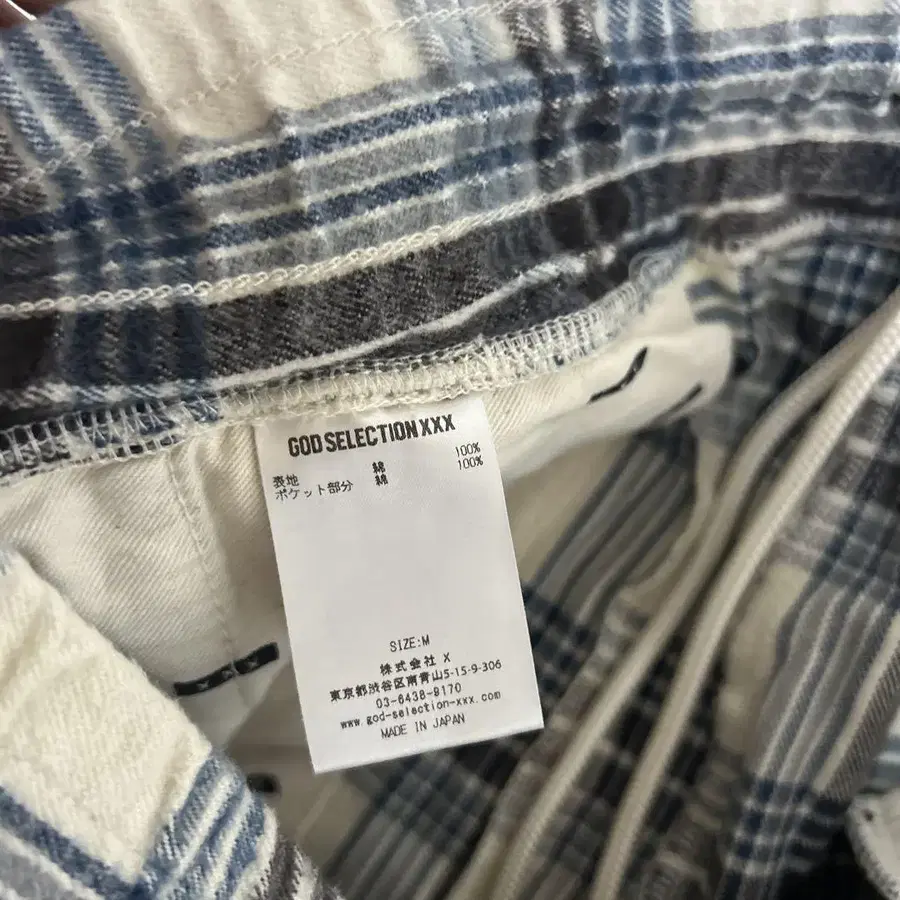 GOD SELECTION XXX
表地 綿 100%
ポケット部分 綿 100%
SIZE:M
株式会社 X
東京都渋谷区南青山5-15-9-306
03-6438-9170
www.god-selection-xxx.com
MADE IN JAPAN